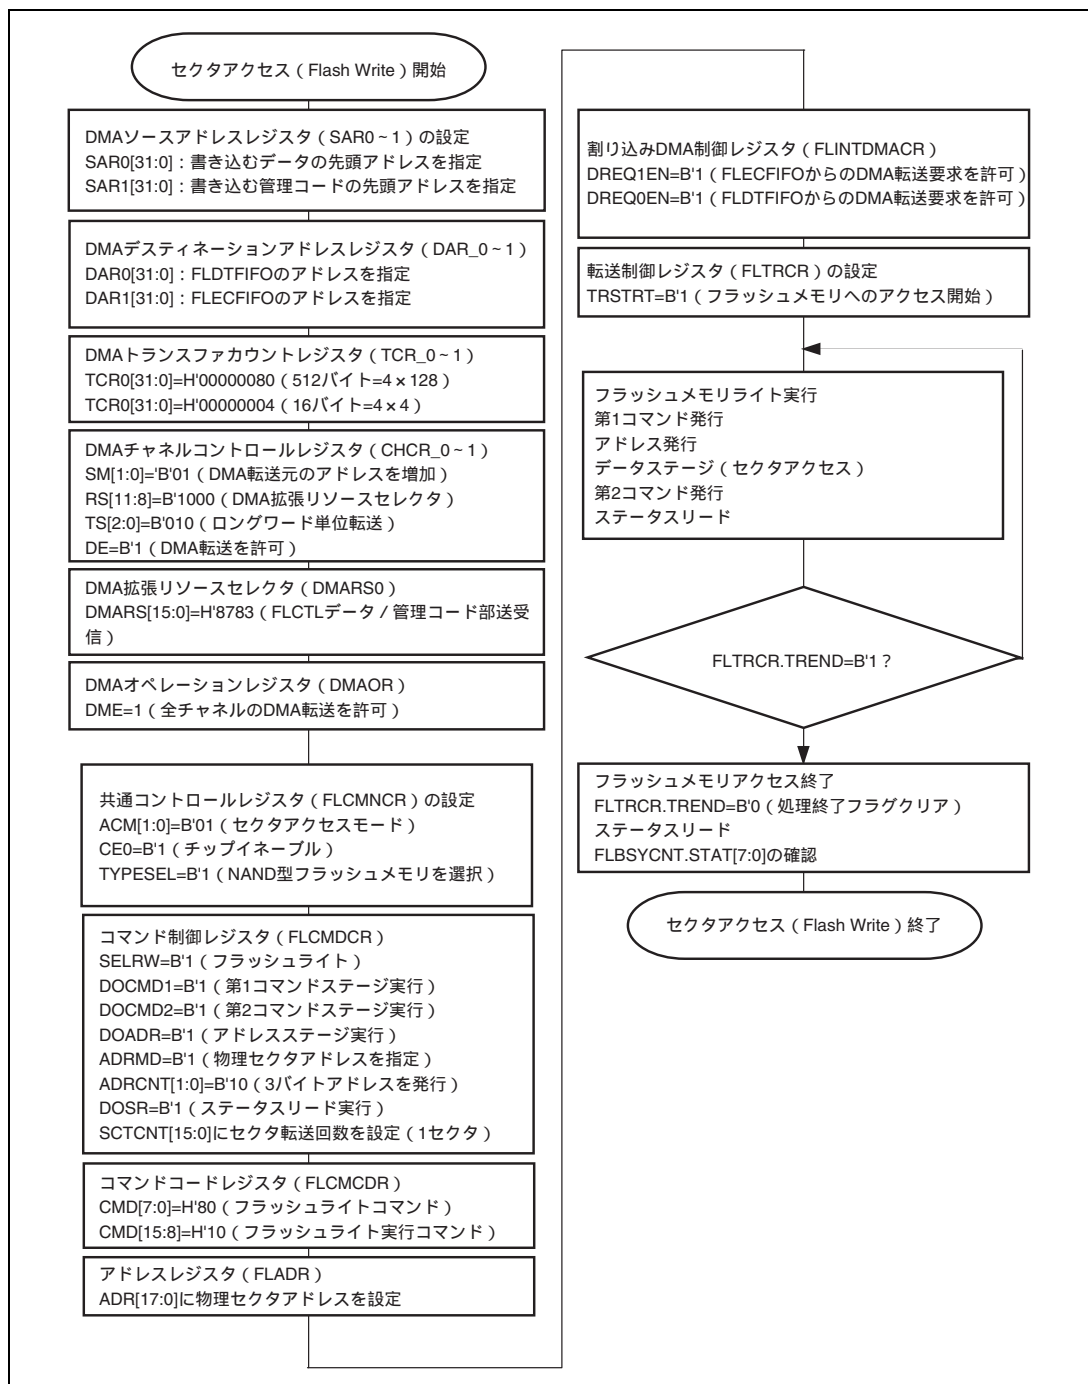 セクタアクセス（Flash Write）開始
DMAソースアドレスレジスタ（SAR0~1）の設定
SAR0[31:0]：書き込むデータの先頭アドレスを指定
SAR1[31:0]：書き込む管理コードの先頭アドレスを指定
DMAデスティネーションアドレスレジスタ（DAR_0~1）
DAR0[31:0]：FLDTFIFOのアドレスを指定
DAR1[31:0]：FLECFIFOのアドレスを指定
DMAトランスファカウントレジスタ（TCR_0~1）
TCR0[31:0]=H'00000080（512バイト=4×128）
TCR0[31:0]=H'00000004（16バイト=4×4）
DMAチャネルコントロールレジスタ（CHCR_0~1）
SM[1:0]='B'01（DMA転送元のアドレスを増加）
RS[11:8]=B'1000（DMA拡張リソースセレクタ）
TS[2:0]=B'010（ロングワード単位転送）
DE=B'1（DMA転送を許可）
DMA拡張リソースセレクタ（DMARS0）
DMARS[15:0]=H'8783（FLCTLデータ／管理コード部送受
信）
DMAオペレーションレジスタ（DMAOR）
DME=1（全チャネルのDMA転送を許可）
共通コントロールレジスタ（FLCMNCR）の設定
ACM[1:0]=B'01（セクタアクセスモード）
CE0=B'1（チップイネーブル）
TYPESEL=B'1（NAND型フラッシュメモリを選択）
コマンド制御レジスタ（FLCMDCR）
SELRW=B'1（フラッシュライト）
DOCMD1=B'1（第1コマンドステージ実行）
DOCMD2=B'1（第2コマンドステージ実行）
DOADR=B'1（アドレスステージ実行）
ADRMD=B'1（物理セクタアドレスを指定）
ADRCNT[1:0]=B'10（3バイトアドレスを発行）
DOSR=B'1（ステータスリード実行）
SCTCNT[15:0]にセクタ転送回数を設定（1セクタ）
コマンドコードレジスタ（FLCMCDR）
CMD[7:0]=H'80（フラッシュライトコマンド）
CMD[15:8]=H'10（フラッシュライト実行コマンド）
アドレスレジスタ（FLADR）
ADR[17:0]に物理セクタアドレスを設定
割り込みDMA制御レジスタ（FLINTDMACR）
DREQ1EN=B'1（FLECFIFOからのDMA転送要求を許可）
DREQ0EN=B'1（FLDTFIFOからのDMA転送要求を許可）
転送制御レジスタ（FLTRCR）の設定
TRSTRT=B'1（フラッシュメモリへのアクセス開始）
フラッシュメモリライト実行
第1コマンド発行
アドレス発行
データステージ（セクタアクセス）
第2コマンド発行
ステータスリード
FLTRCR.TREND=B'1？
フラッシュメモリアクセス終了
FLTRCR.TREND=B'0（処理終了フラグクリア）
ステータスリード
FLBSYCNT.STAT[7:0]の確認
セクタアクセス（Flash Write）終了